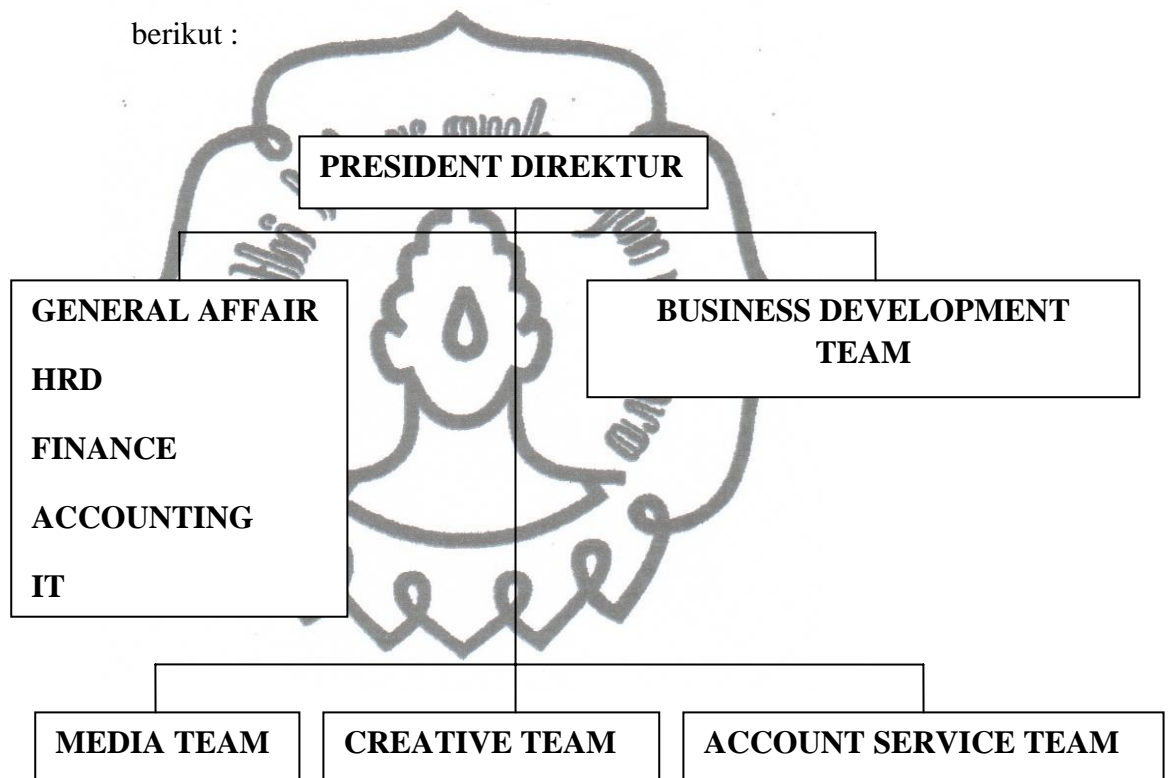 berikut :
PRESIDENT DIREKTUR
GENERAL AFFAIR
HRD
FINANCE
ACCOUNTING
IT
BUSINESS DEVELOPMENT
TEAM
MEDIA TEAM
CREATIVE TEAM
ACCOUNT SERVICE TEAM